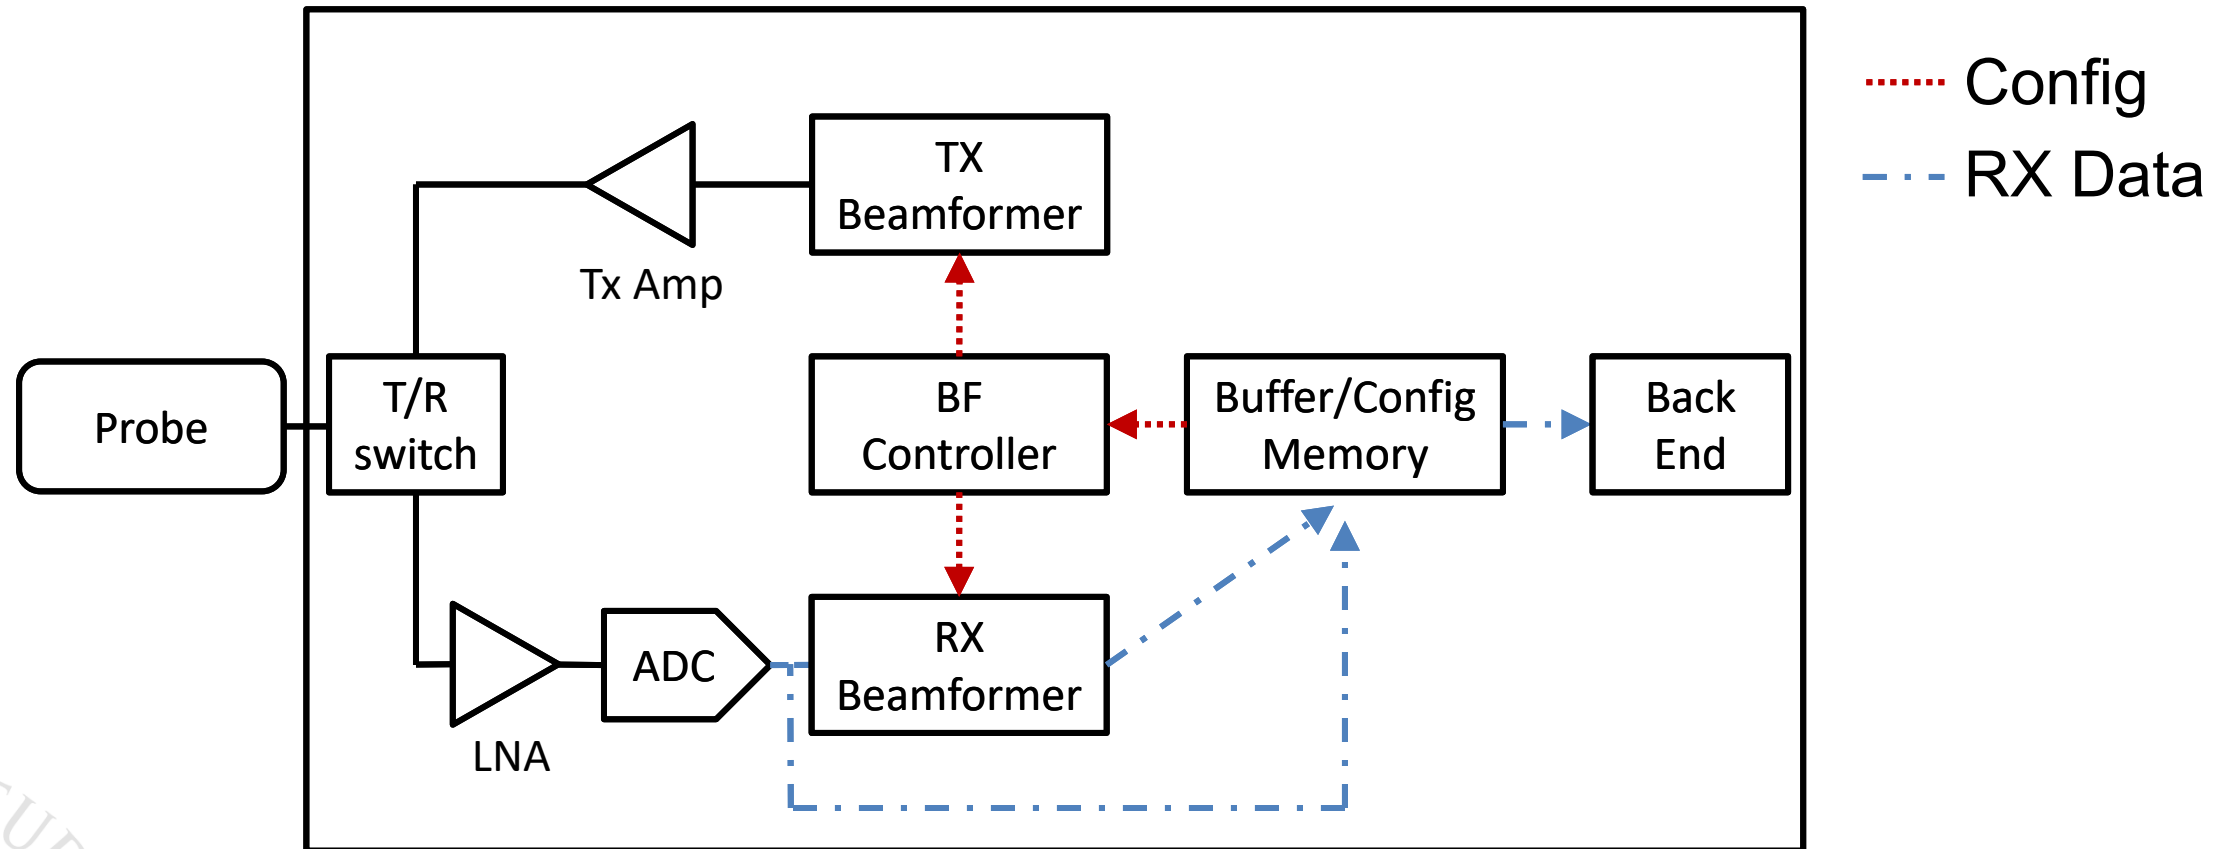 Config
RX Data
TX
Beamformer
Tx Amp
Probe
T/R
switch
BF
Controller
Buffer/Config
Memory
Back
End
LNA
ADC
RX
Beamformer